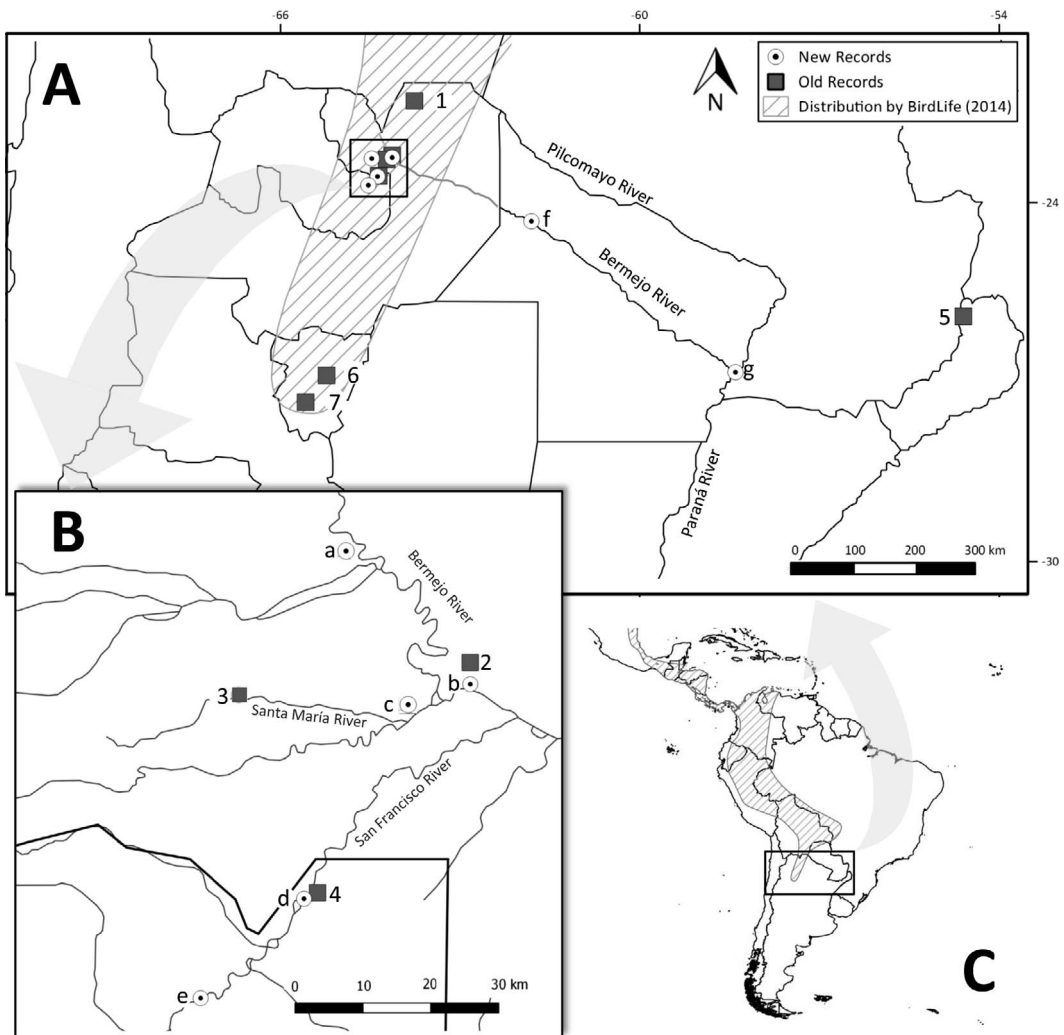 -66
-60
-54
A
N
New Records
Old Records
Distribution by BirdLife (2014)
1
Pilcomayo River
-24
f
Bermejo River
5
6
7
g
Paraná River
0 100 200 300 km
-30
B
a
Bermejo River
2
b
3
c
Santa María River
San Francisco River
d
4
e
0 10 20 30 km
C